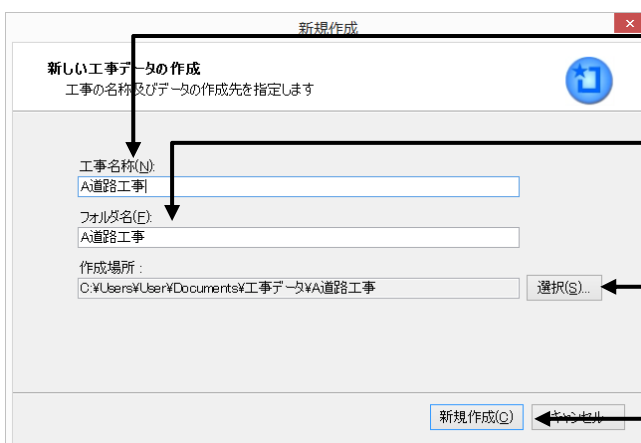 新規作成
新しい工事データの作成
工事の名称及びデータの作成先を指定します
工事名称(N):
A道路工事
フォルダ名(F):
A道路工事
作成場所 :
C:¥Users¥User¥Documents¥工事データ¥A道路工事
選択(S)...
新規作成(C)
キャンセル